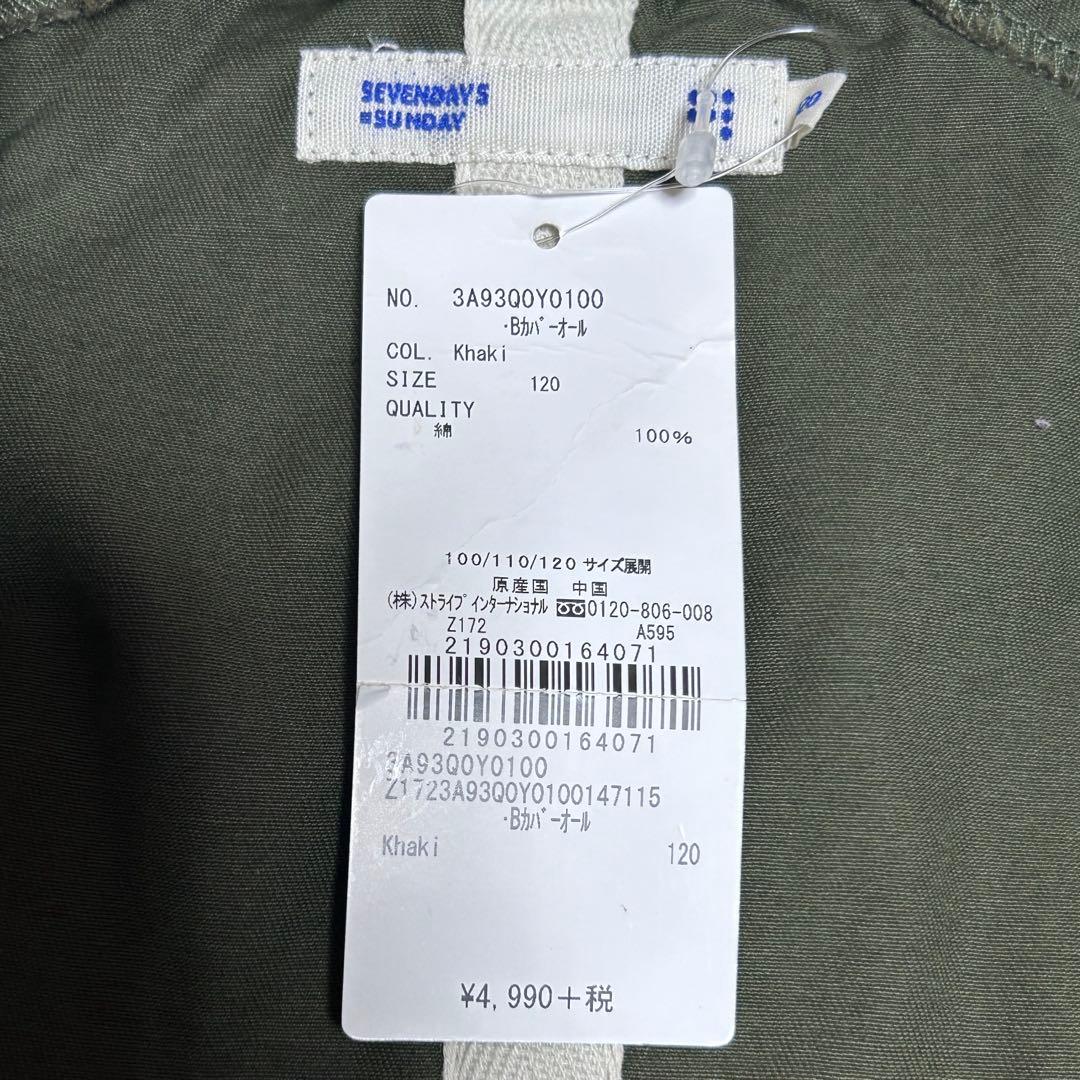 SEVENDAYS
=SUNDAY
NO. 3A93Q0Y0100
・Bｶﾊﾞｰｵｰﾙ
COL. Khaki
SIZE 120
QUALITY
綿 100%
100/110/120 サイズ展開
原産国 中国
(株)ｽﾄﾗｲﾌﾟ ｲﾝﾀｰﾅｼｮﾅﾙ 0120-806-008
Z172 A595
2190300164071
2190300164071
3A93Q0Y0100
Z1723A93Q0Y0100147115
・Bｶﾊﾞｰｵｰﾙ
Khaki 120
¥4,990+税